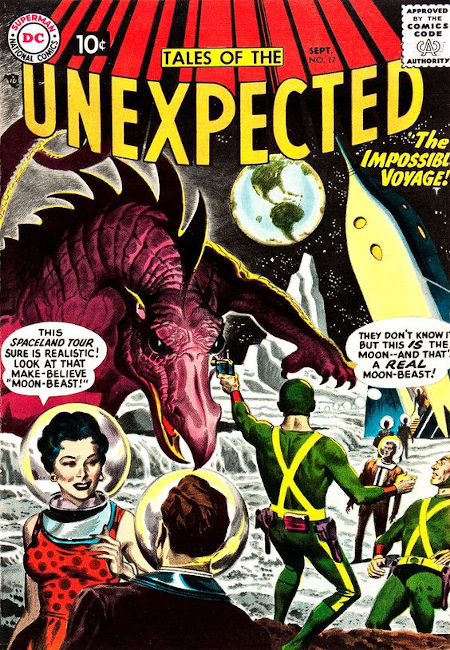 SUPERMAN
DC
NATIONAL COMICS
10¢
TALES OF THE
SEPT.
NO. 17
APPROVED
BY THE
COMICS
CODE
AUTHORITY
UNEXPECTED
"The
IMPOSSIBL
VOYAGE!
THIS
SPACELAND TOUR
SURE IS REALISTIC!
LOOK AT THAT
MAKE-BELIEVE
"MOON-BEAST!"
THEY DON'T KNOW I
BUT THIS IS THE
MOON--AND THAT'
A REAL
MOON-BEAST!